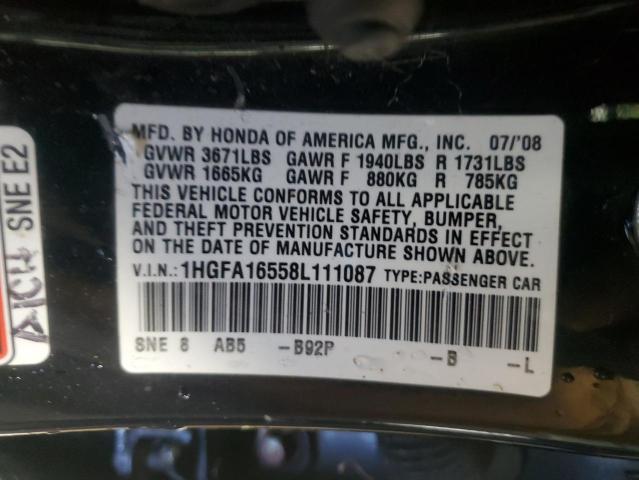 MFD. BY HONDA OF AMERICA MFG., INC. 07/'08
GVWR 3671LBS GAWR F 1940LBS R 1731LBS
GVWR 1665KG GAWR F 880KG R 785KG
THIS VEHICLE CONFORMS TO ALL APPLICABLE
FEDERAL MOTOR VEHICLE SAFETY, BUMPER,
AND THEFT PREVENTION STANDARDS IN EFFECT
ON THE DATE OF MANUFACTURE SHOWN ABOVE.
V.I.N.: 1HGFA16558L111087 TYPE:PASSENGER CAR
SNE 8 AB5 -B92P -B -L
SNE E2